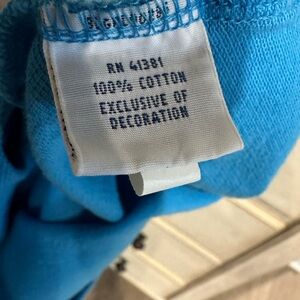 RN 41381
100% COTTON
EXCLUSIVE OF
DECORATION